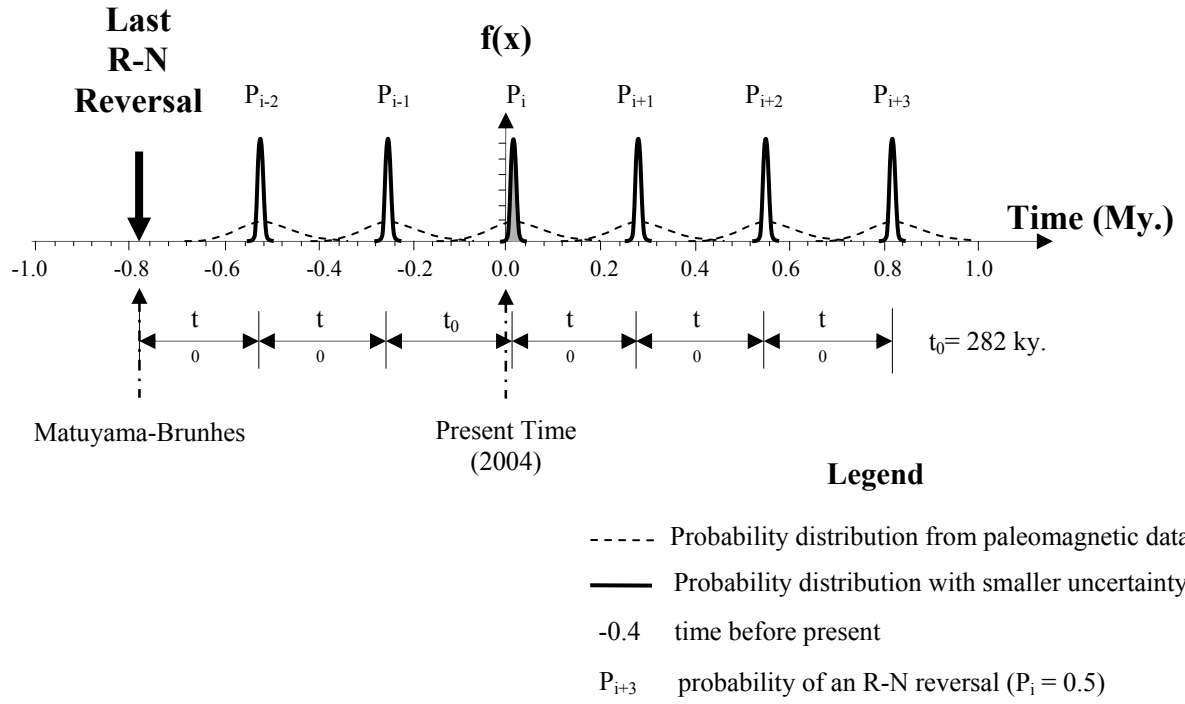 Last
R-N
Reversal
f(x)
P_{i-2} P_{i-1} P_i P_{i+1} P_{i+2} P_{i+3}
Time (My.)
-1.0 -0.8 -0.6 -0.4 -0.2 0.0 0.2 0.4 0.6 0.8 1.0
t t t_0 t t t
0 0 0 0 0
t_0= 282 ky.
Matuyama-Brunhes
Present Time
(2004)
Legend
Probability distribution from paleomagnetic data
Probability distribution with smaller uncertainty
-0.4 time before present
P_{i+3} probability of an R-N reversal (P_i = 0.5)